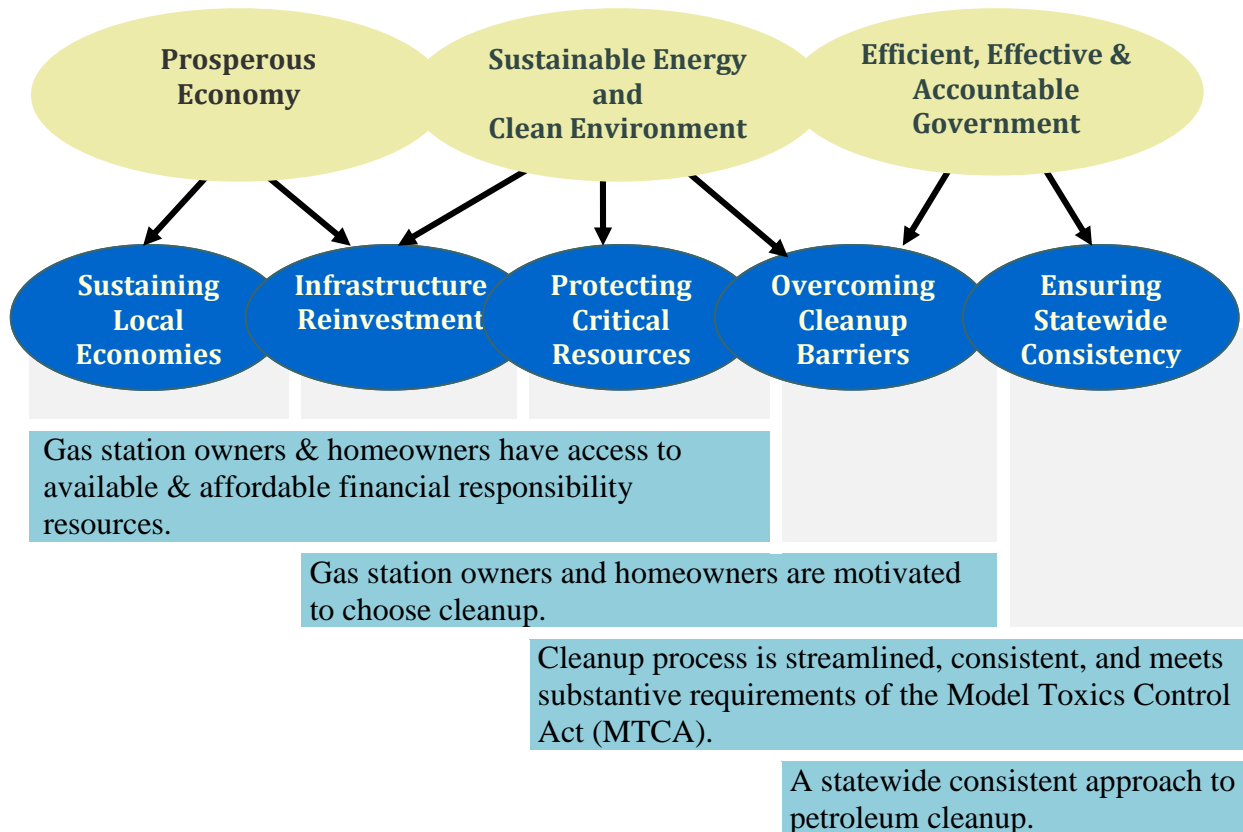 Prosperous
Economy
Sustainable Energy
and
Clean Environment
Efficient, Effective &
Accountable
Government
Sustaining
Local
Economies
Infrastructure
Reinvestment
Protecting
Critical
Resources
Overcoming
Cleanup
Barriers
Ensuring
Statewide
Consistency
Gas station owners & homeowners have access to
available & affordable financial responsibility
resources.
Gas station owners and homeowners are motivated
to choose cleanup.
Cleanup process is streamlined, consistent, and meets
substantive requirements of the Model Toxics Control
Act (MTCA).
A statewide consistent approach to
petroleum cleanup.